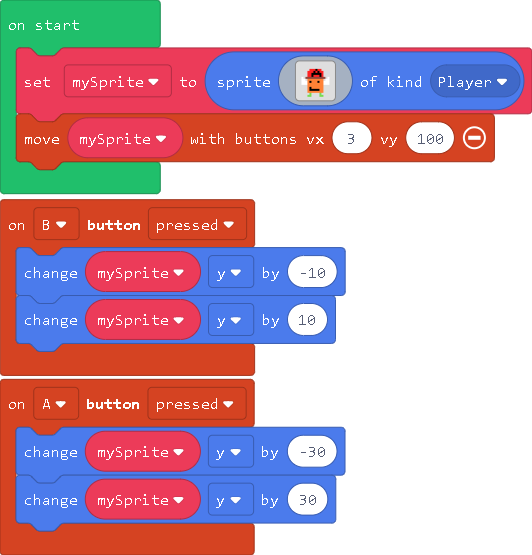 on start
set mySprite to sprite of kind Player
move mySprite with buttons vx 3 vy 100
on B button pressed
change mySprite y by -10
change mySprite y by 10
on A button pressed
change mySprite y by -30
change mySprite y by 30